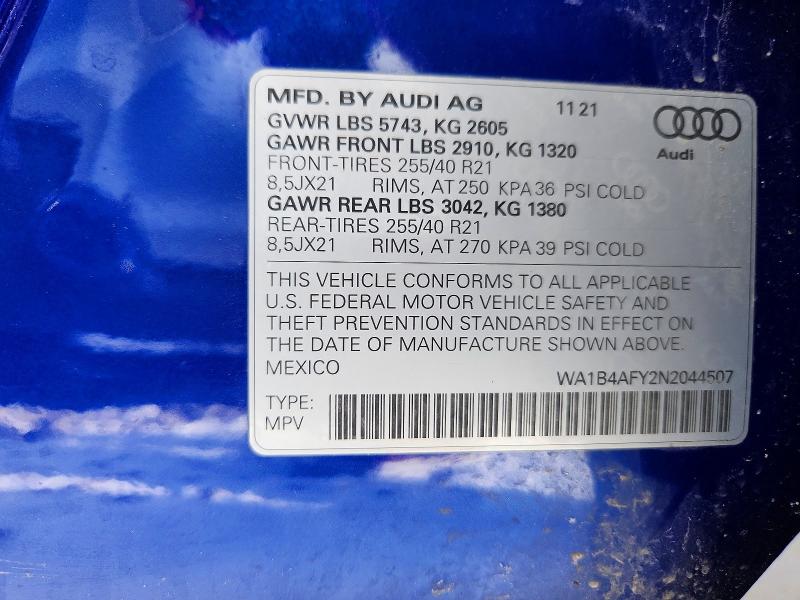 MFD. BY AUDI AG 11 21
GVWR LBS 5743, KG 2605
GAWR FRONT LBS 2910, KG 1320
Audi
FRONT-TIRES 255/40 R21
8,5JX21 RIMS, AT 250 KPA 36 PSI COLD
GAWR REAR LBS 3042, KG 1380
REAR-TIRES 255/40 R21
8,5JX21 RIMS, AT 270 KPA 39 PSI COLD
THIS VEHICLE CONFORMS TO ALL APPLICABLE
U.S. FEDERAL MOTOR VEHICLE SAFETY AND
THEFT PREVENTION STANDARDS IN EFFECT ON
THE DATE OF MANUFACTURE SHOWN ABOVE.
MEXICO
WA1B4AFY2N2044507
TYPE:
MPV